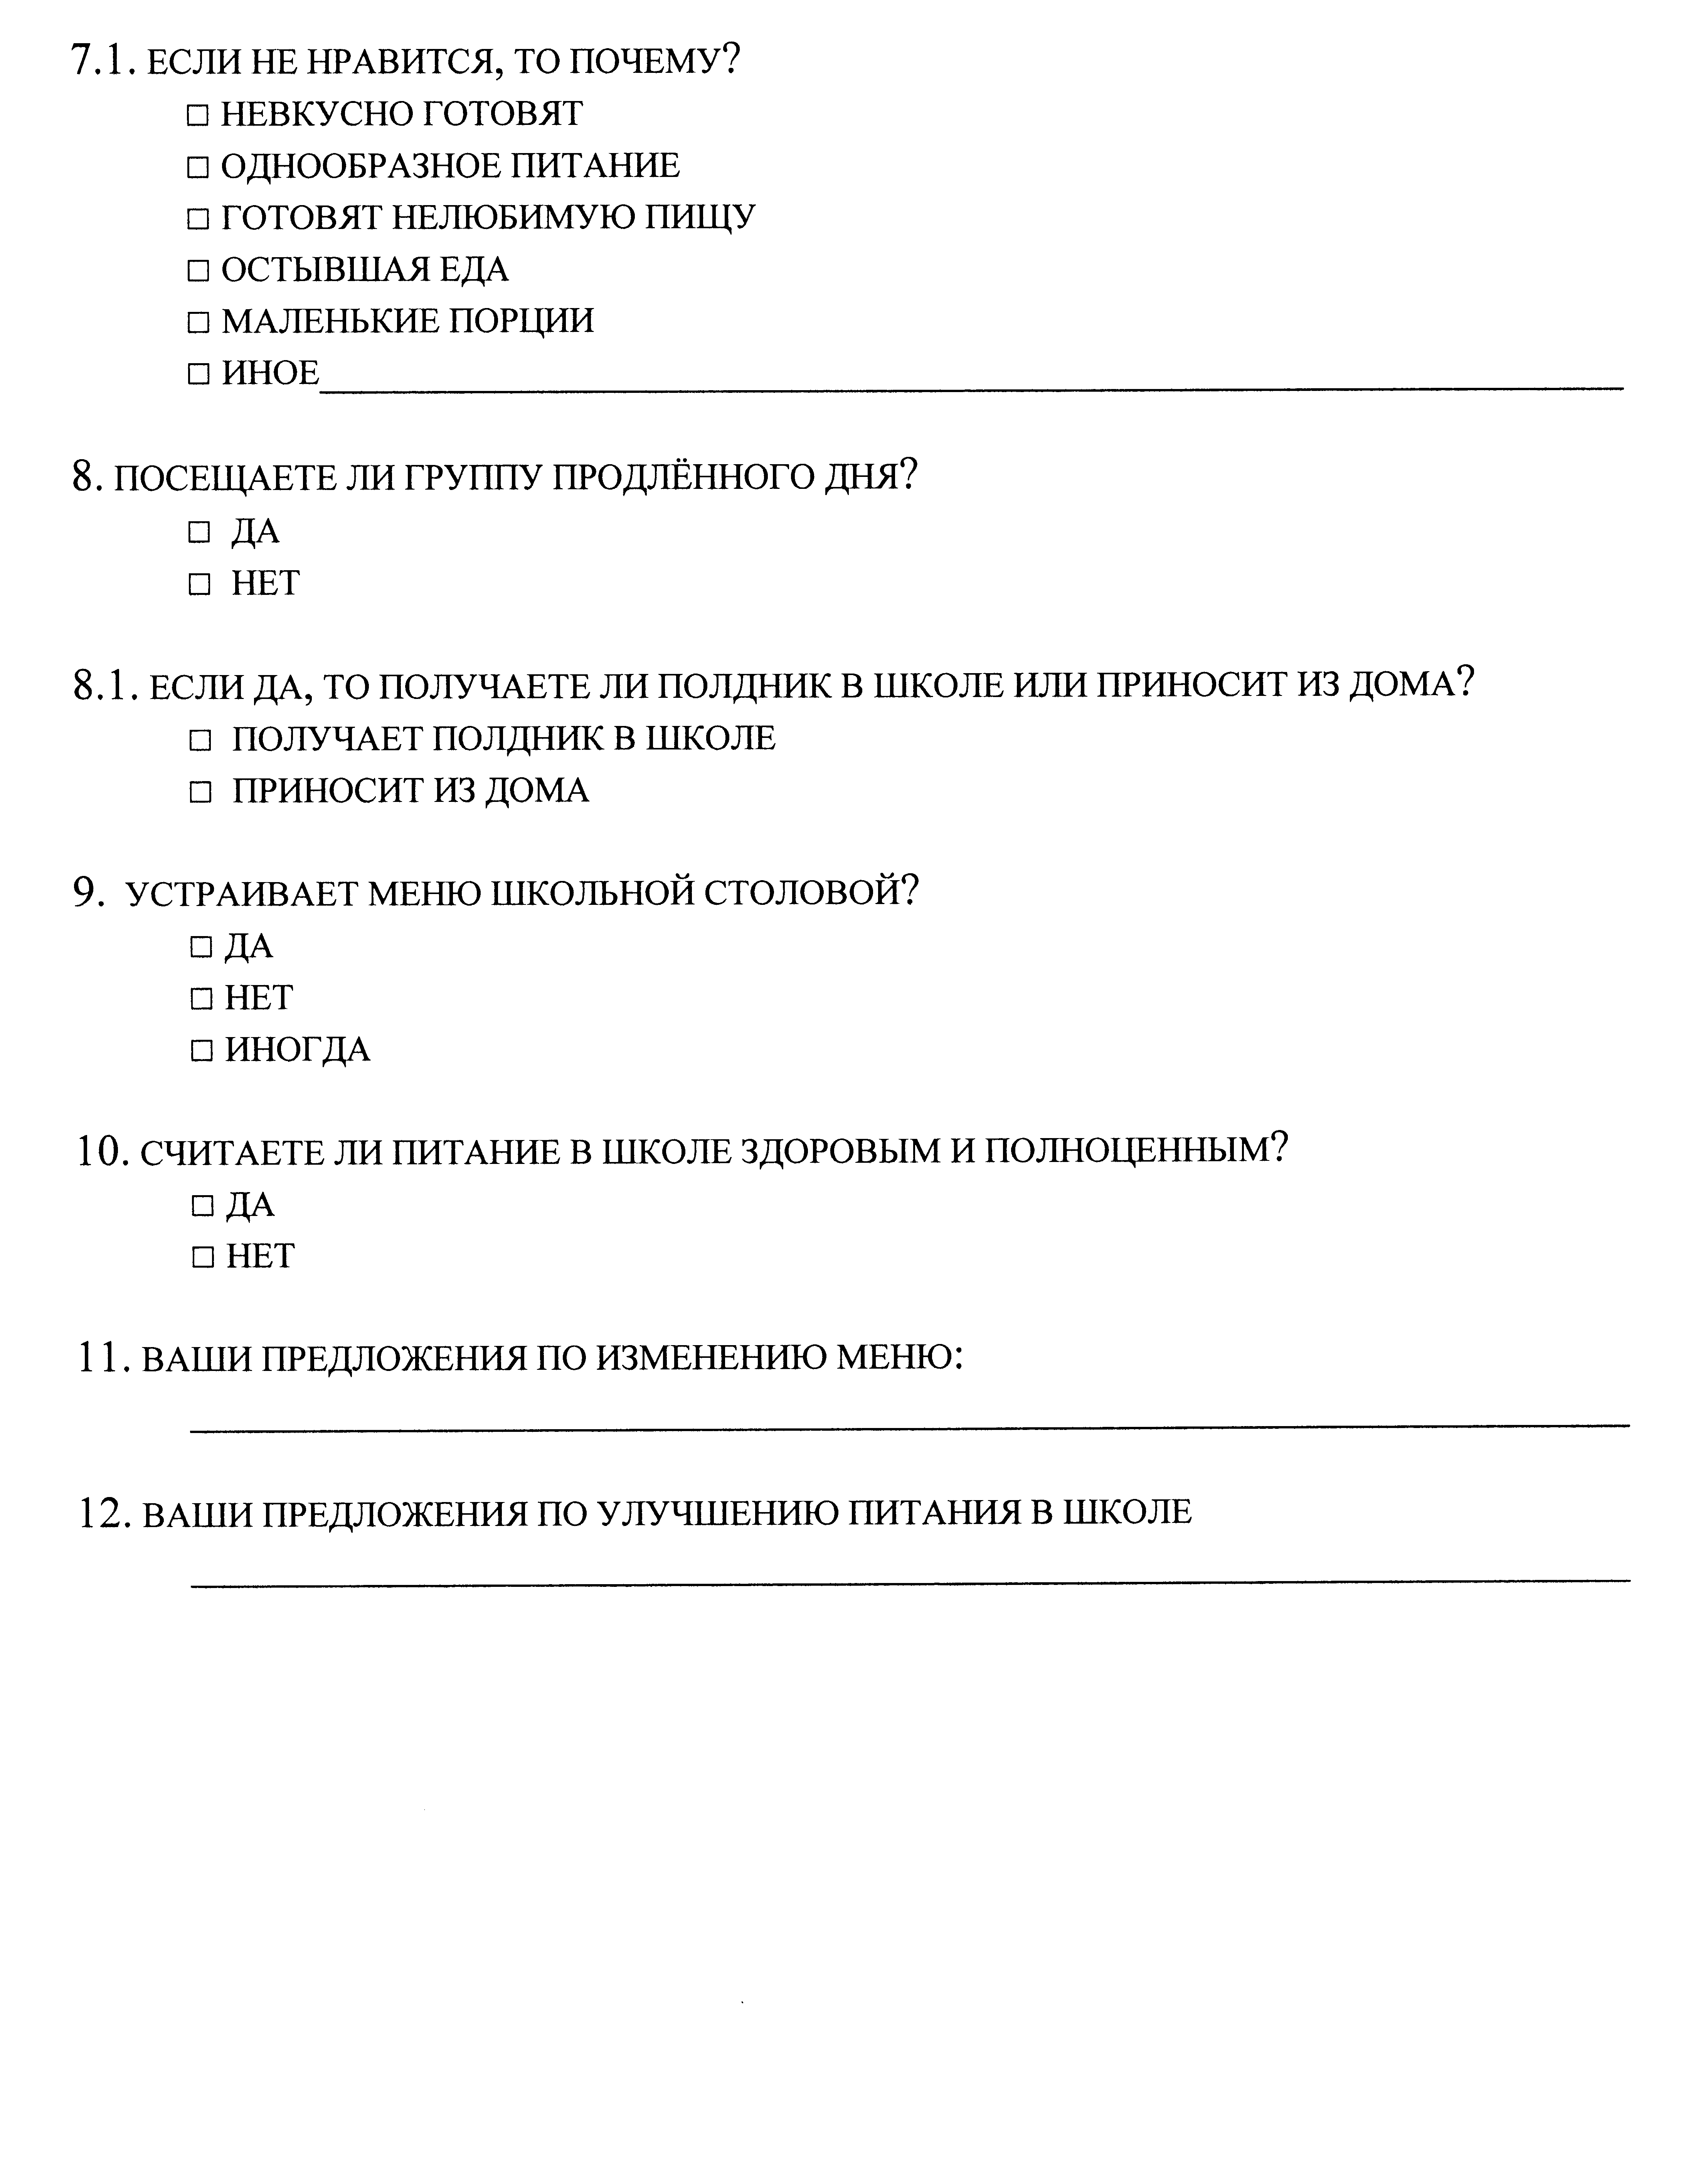 7.1. ЕСЛИ НЕ НРАВИТСЯ, ТО ПОЧЕМУ?
□ НЕВКУСНО ГОТОВЯТ
□ ОДНООБРАЗНОЕ ПИТАНИЕ
□ ГОТОВЯТ НЕЛЮБИМУЮ ПИЩУ
□ ОСТЫВШАЯ ЕДА
□ МАЛЕНЬКИЕ ПОРЦИИ
□ ИНОЕ
8. ПОСЕЩАЕТЕ ЛИ ГРУППУ ПРОДЛЁННОГО ДНЯ?
□ ДА
□ НЕТ
8.1. ЕСЛИ ДА, ТО ПОЛУЧАЕТЕ ЛИ ПОЛДНИК В ШКОЛЕ ИЛИ ПРИНОСИТ ИЗ ДОМА?
□ ПОЛУЧАЕТ ПОЛДНИК В ШКОЛЕ
□ ПРИНОСИТ ИЗ ДОМА
9. УСТРАИВАЕТ МЕНЮ ШКОЛЬНОЙ СТОЛОВОЙ?
□ ДА
□ НЕТ
□ ИНОГДА
10. СЧИТАЕТЕ ЛИ ПИТАНИЕ В ШКОЛЕ ЗДОРОВЫМ И ПОЛНОЦЕННЫМ?
□ ДА
□ НЕТ
11. ВАШИ ПРЕДЛОЖЕНИЯ ПО ИЗМЕНЕНИЮ МЕНЮ:
12. ВАШИ ПРЕДЛОЖЕНИЯ ПО УЛУЧШЕНИЮ ПИТАНИЯ В ШКОЛЕ